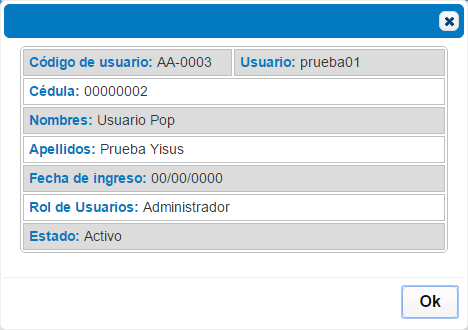 Código de usuario: AA-0003 Usuario: prueba01
Cédula: 00000002
Nombres: Usuario Pop
Apellidos: Prueba Yisus
Fecha de ingreso: 00/00/0000
Rol de Usuarios: Administrador
Estado: Activo
Ok